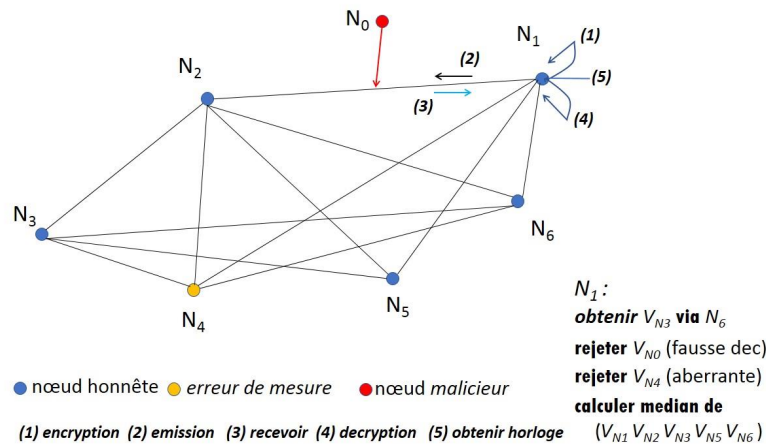 N0
N1
(1)
(2)
(5)
N2
(3)
(4)
N3
N6
N4
N5
N1 :
obtenir VN3 via N6
rejeter VN0 (fausse dec)
rejeter VN4 (aberrante)
calculer median de
(VN1 VN2 VN3 VN5 VN6)
nœud honnête erreur de mesure nœud malicieur
(1) encryption (2) emission (3) recevoir (4) decryption (5) obtenir horloge